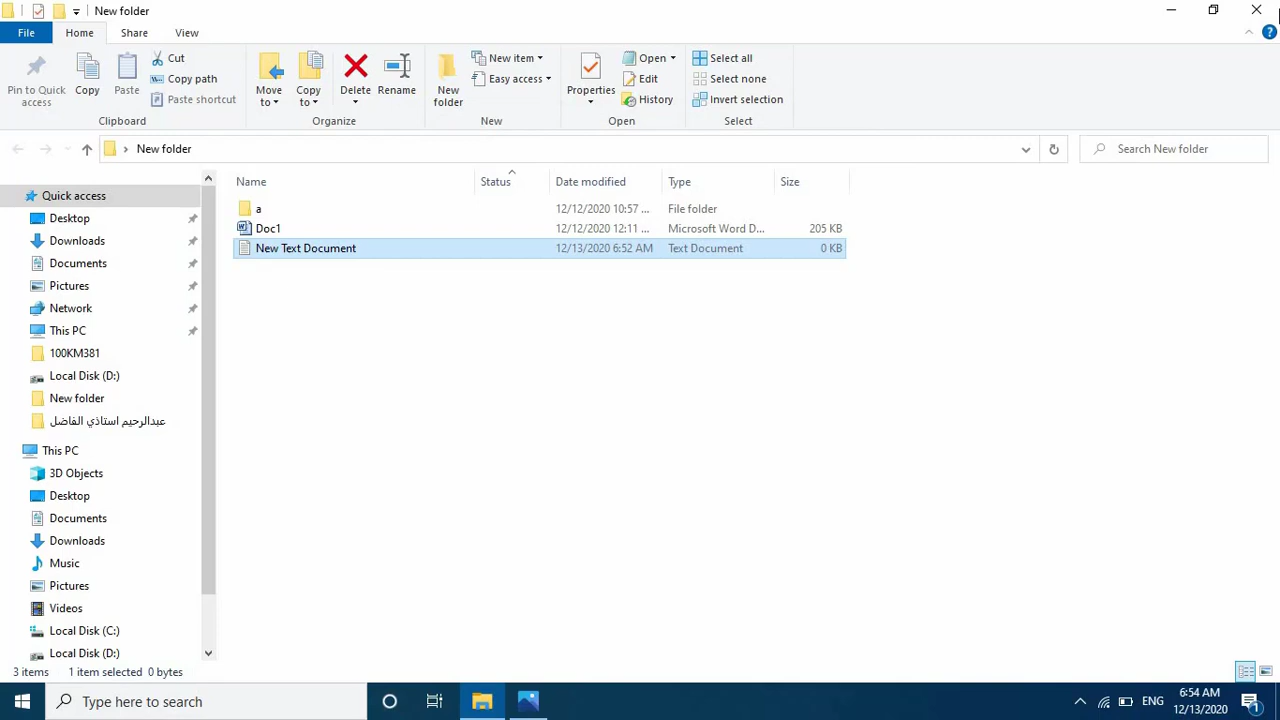 New folder
File Home Share View
Pin to Quick access
Copy
Paste
Cut
Copy path
Paste shortcut
Clipboard
Move to
Copy to
Delete
Rename
Organize
New folder
New item
Easy access
New
Properties
Open
Edit
History
Open
Select all
Select none
Invert selection
Select
New folder
Search New folder
Name Status Date modified Type Size
a 12/12/2020 10:57 ... File folder
Doc1 12/12/2020 12:11 ... Microsoft Word D... 205 KB
New Text Document 12/13/2020 6:52 AM Text Document 0 KB
Quick access
Desktop
Downloads
Documents
Pictures
Network
This PC
100KM381
Local Disk (D:)
New folder
عبدالرحيم استاذي الفاضل
This PC
3D Objects
Desktop
Documents
Downloads
Music
Pictures
Videos
Local Disk (C:)
Local Disk (D:)
3 items 1 item selected 0 bytes
Type here to search
ENG
6:54 AM
12/13/2020
1